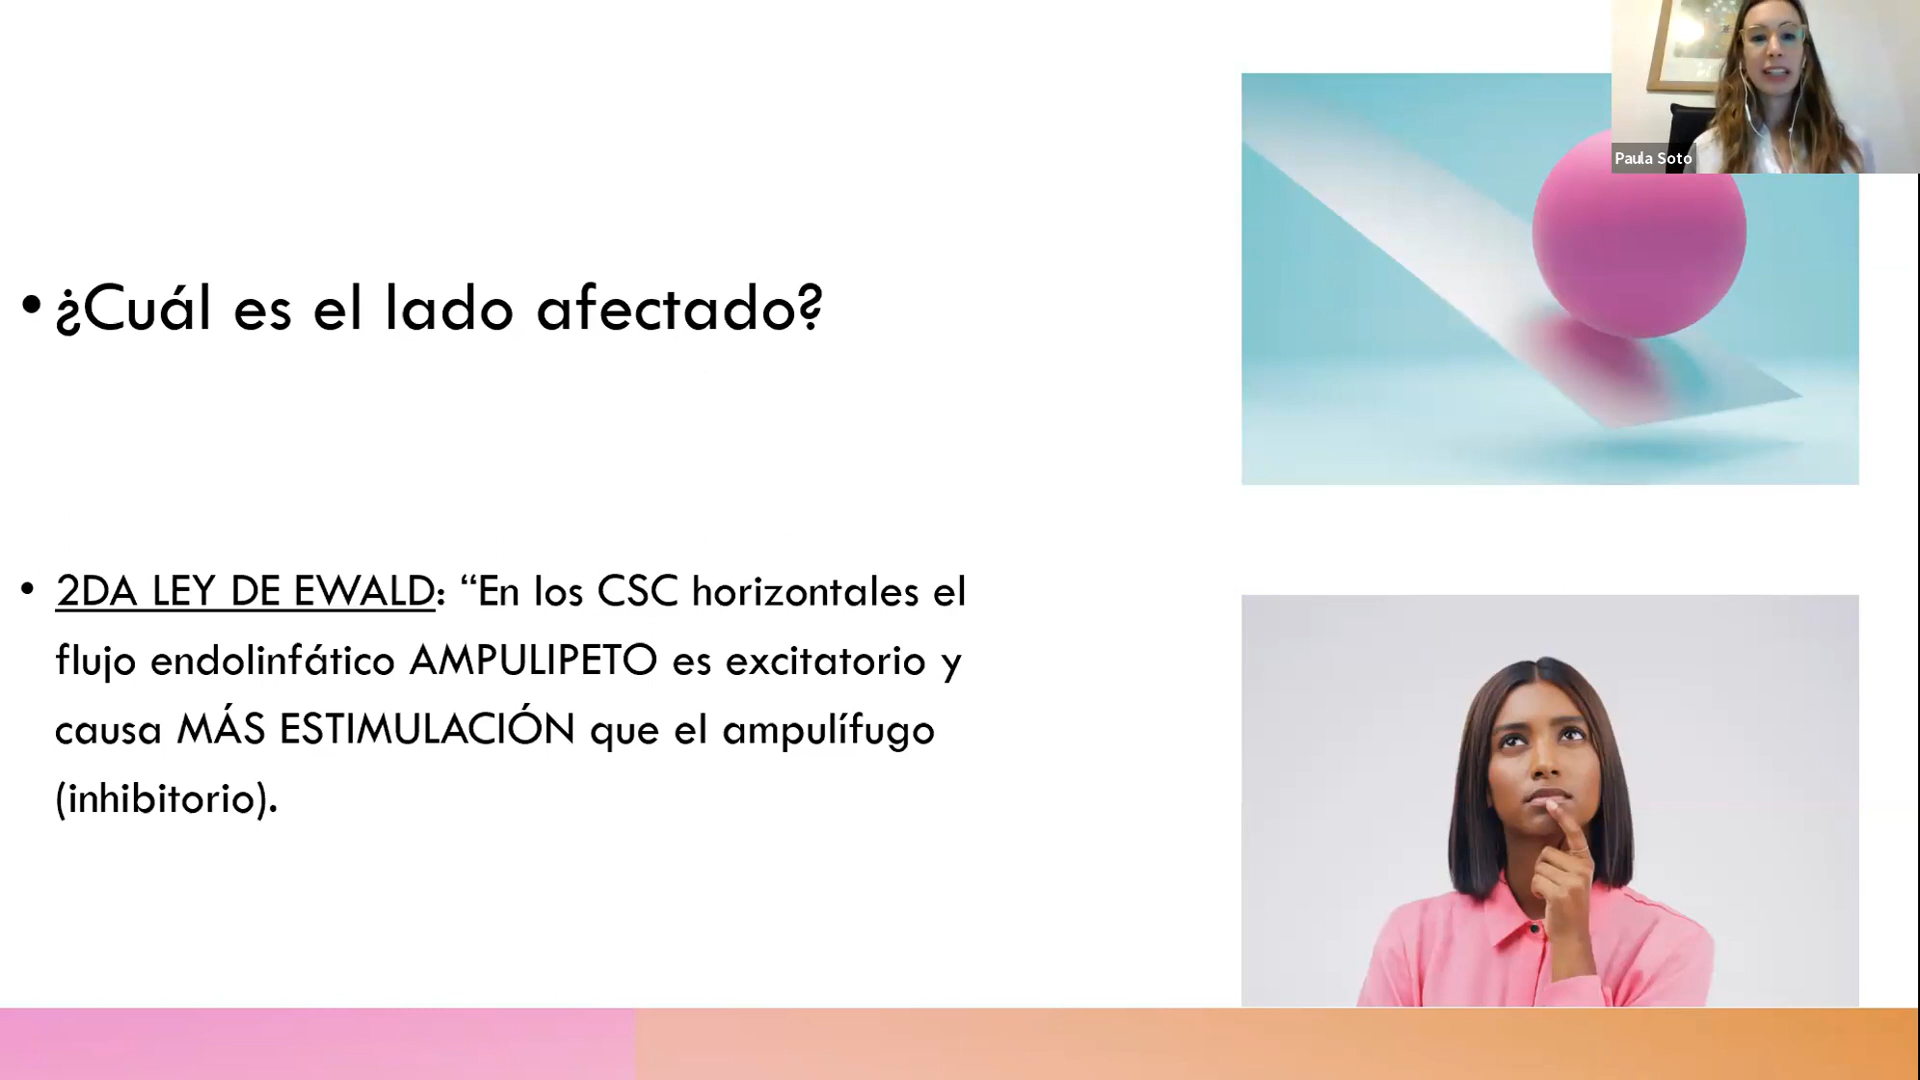 Paula Soto
• ¿Cuál es el lado afectado?
• 2DA LEY DE EWALD: “En los CSC horizontales el
flujo endolinfático AMPULIPETO es excitatorio y
causa MÁS ESTIMULACIÓN que el ampulífugo
(inhibitorio).